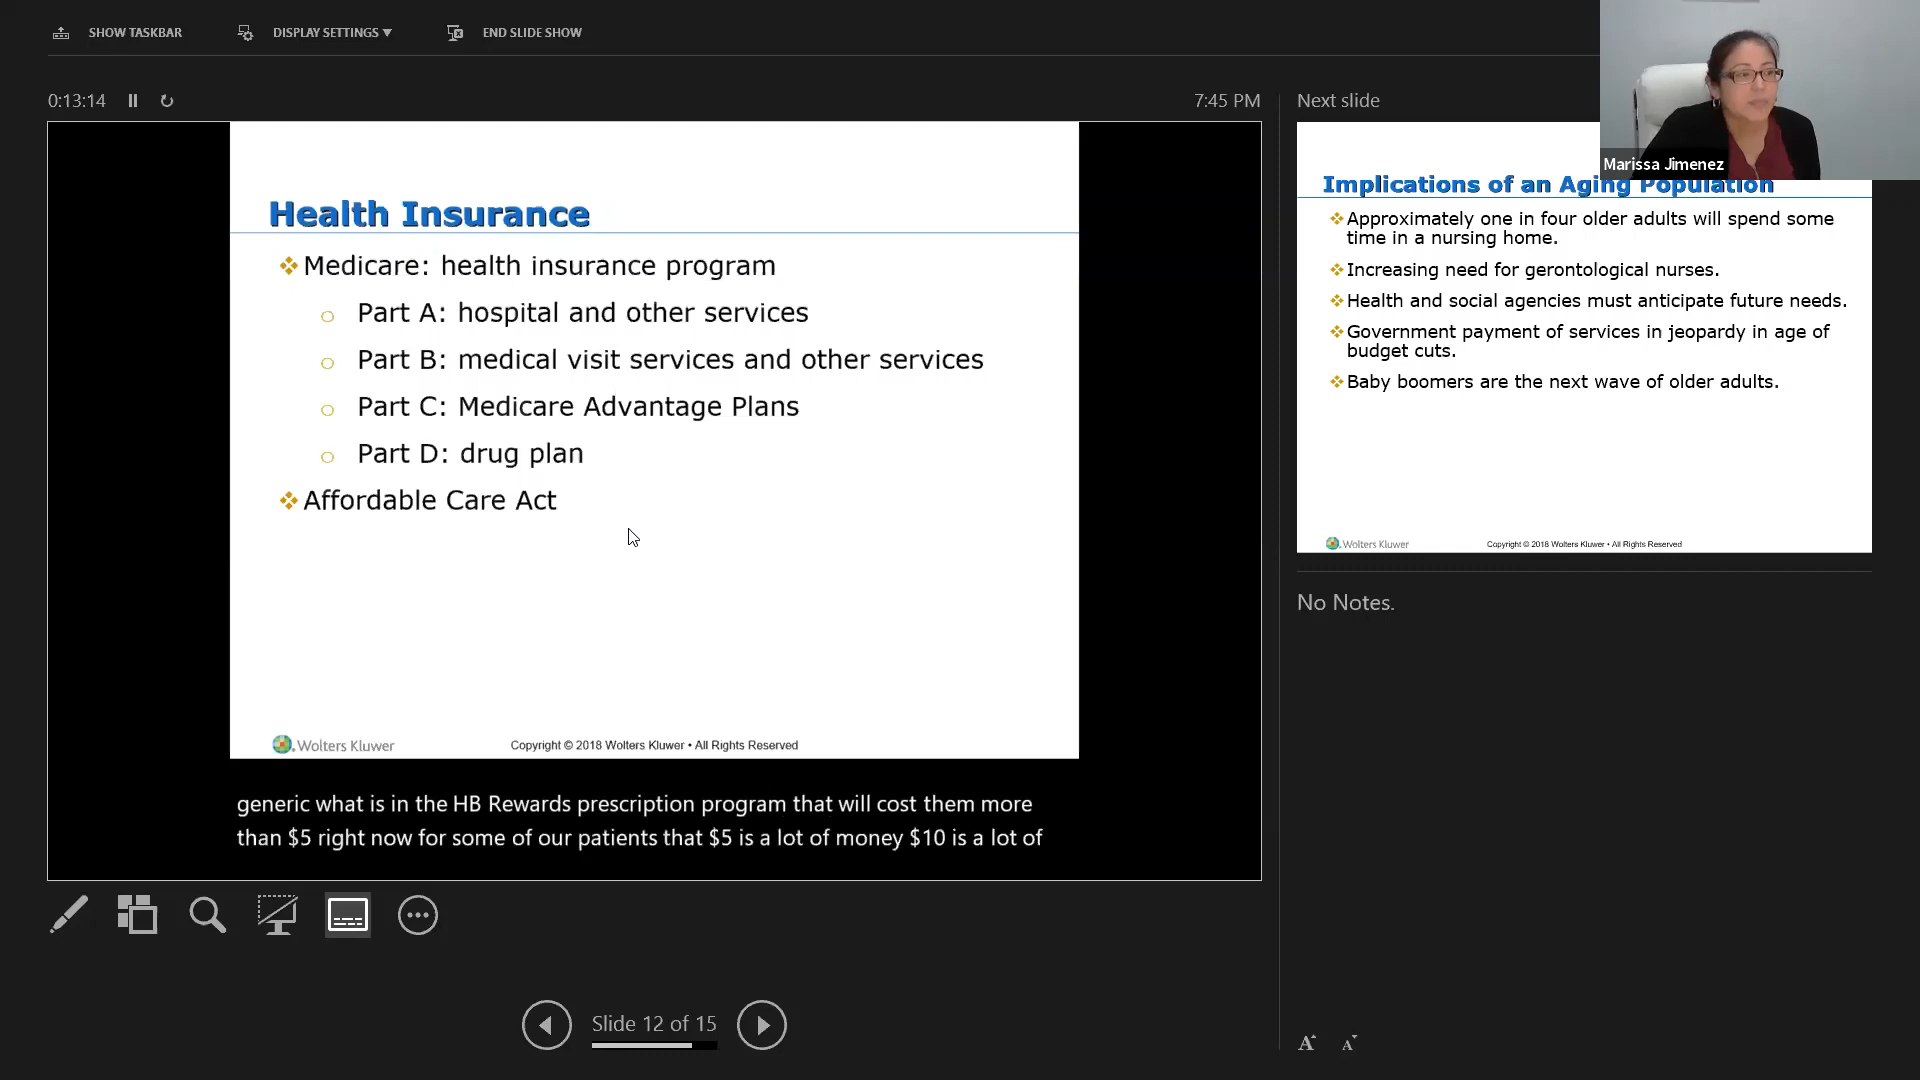 SHOW TASKBAR
DISPLAY SETTINGS ▼
END SLIDE SHOW
0:13:14
7:45 PM
Health Insurance
Medicare: health insurance program
Part A: hospital and other services
Part B: medical visit services and other services
Part C: Medicare Advantage Plans
Part D: drug plan
Affordable Care Act
Wolters Kluwer
Copyright © 2018 Wolters Kluwer • All Rights Reserved
generic what is in the HB Rewards prescription program that will cost them more
than $5 right now for some of our patients that $5 is a lot of money $10 is a lot of
Slide 12 of 15
Next slide
Marissa Jimenez
Implications of an Aging Population
Approximately one in four older adults will spend some
time in a nursing home.
Increasing need for gerontological nurses.
Health and social agencies must anticipate future needs.
Government payment of services in jeopardy in age of
budget cuts.
Baby boomers are the next wave of older adults.
Wolters Kluwer
Copyright © 2018 Wolters Kluwer • All Rights Reserved
No Notes.
A A